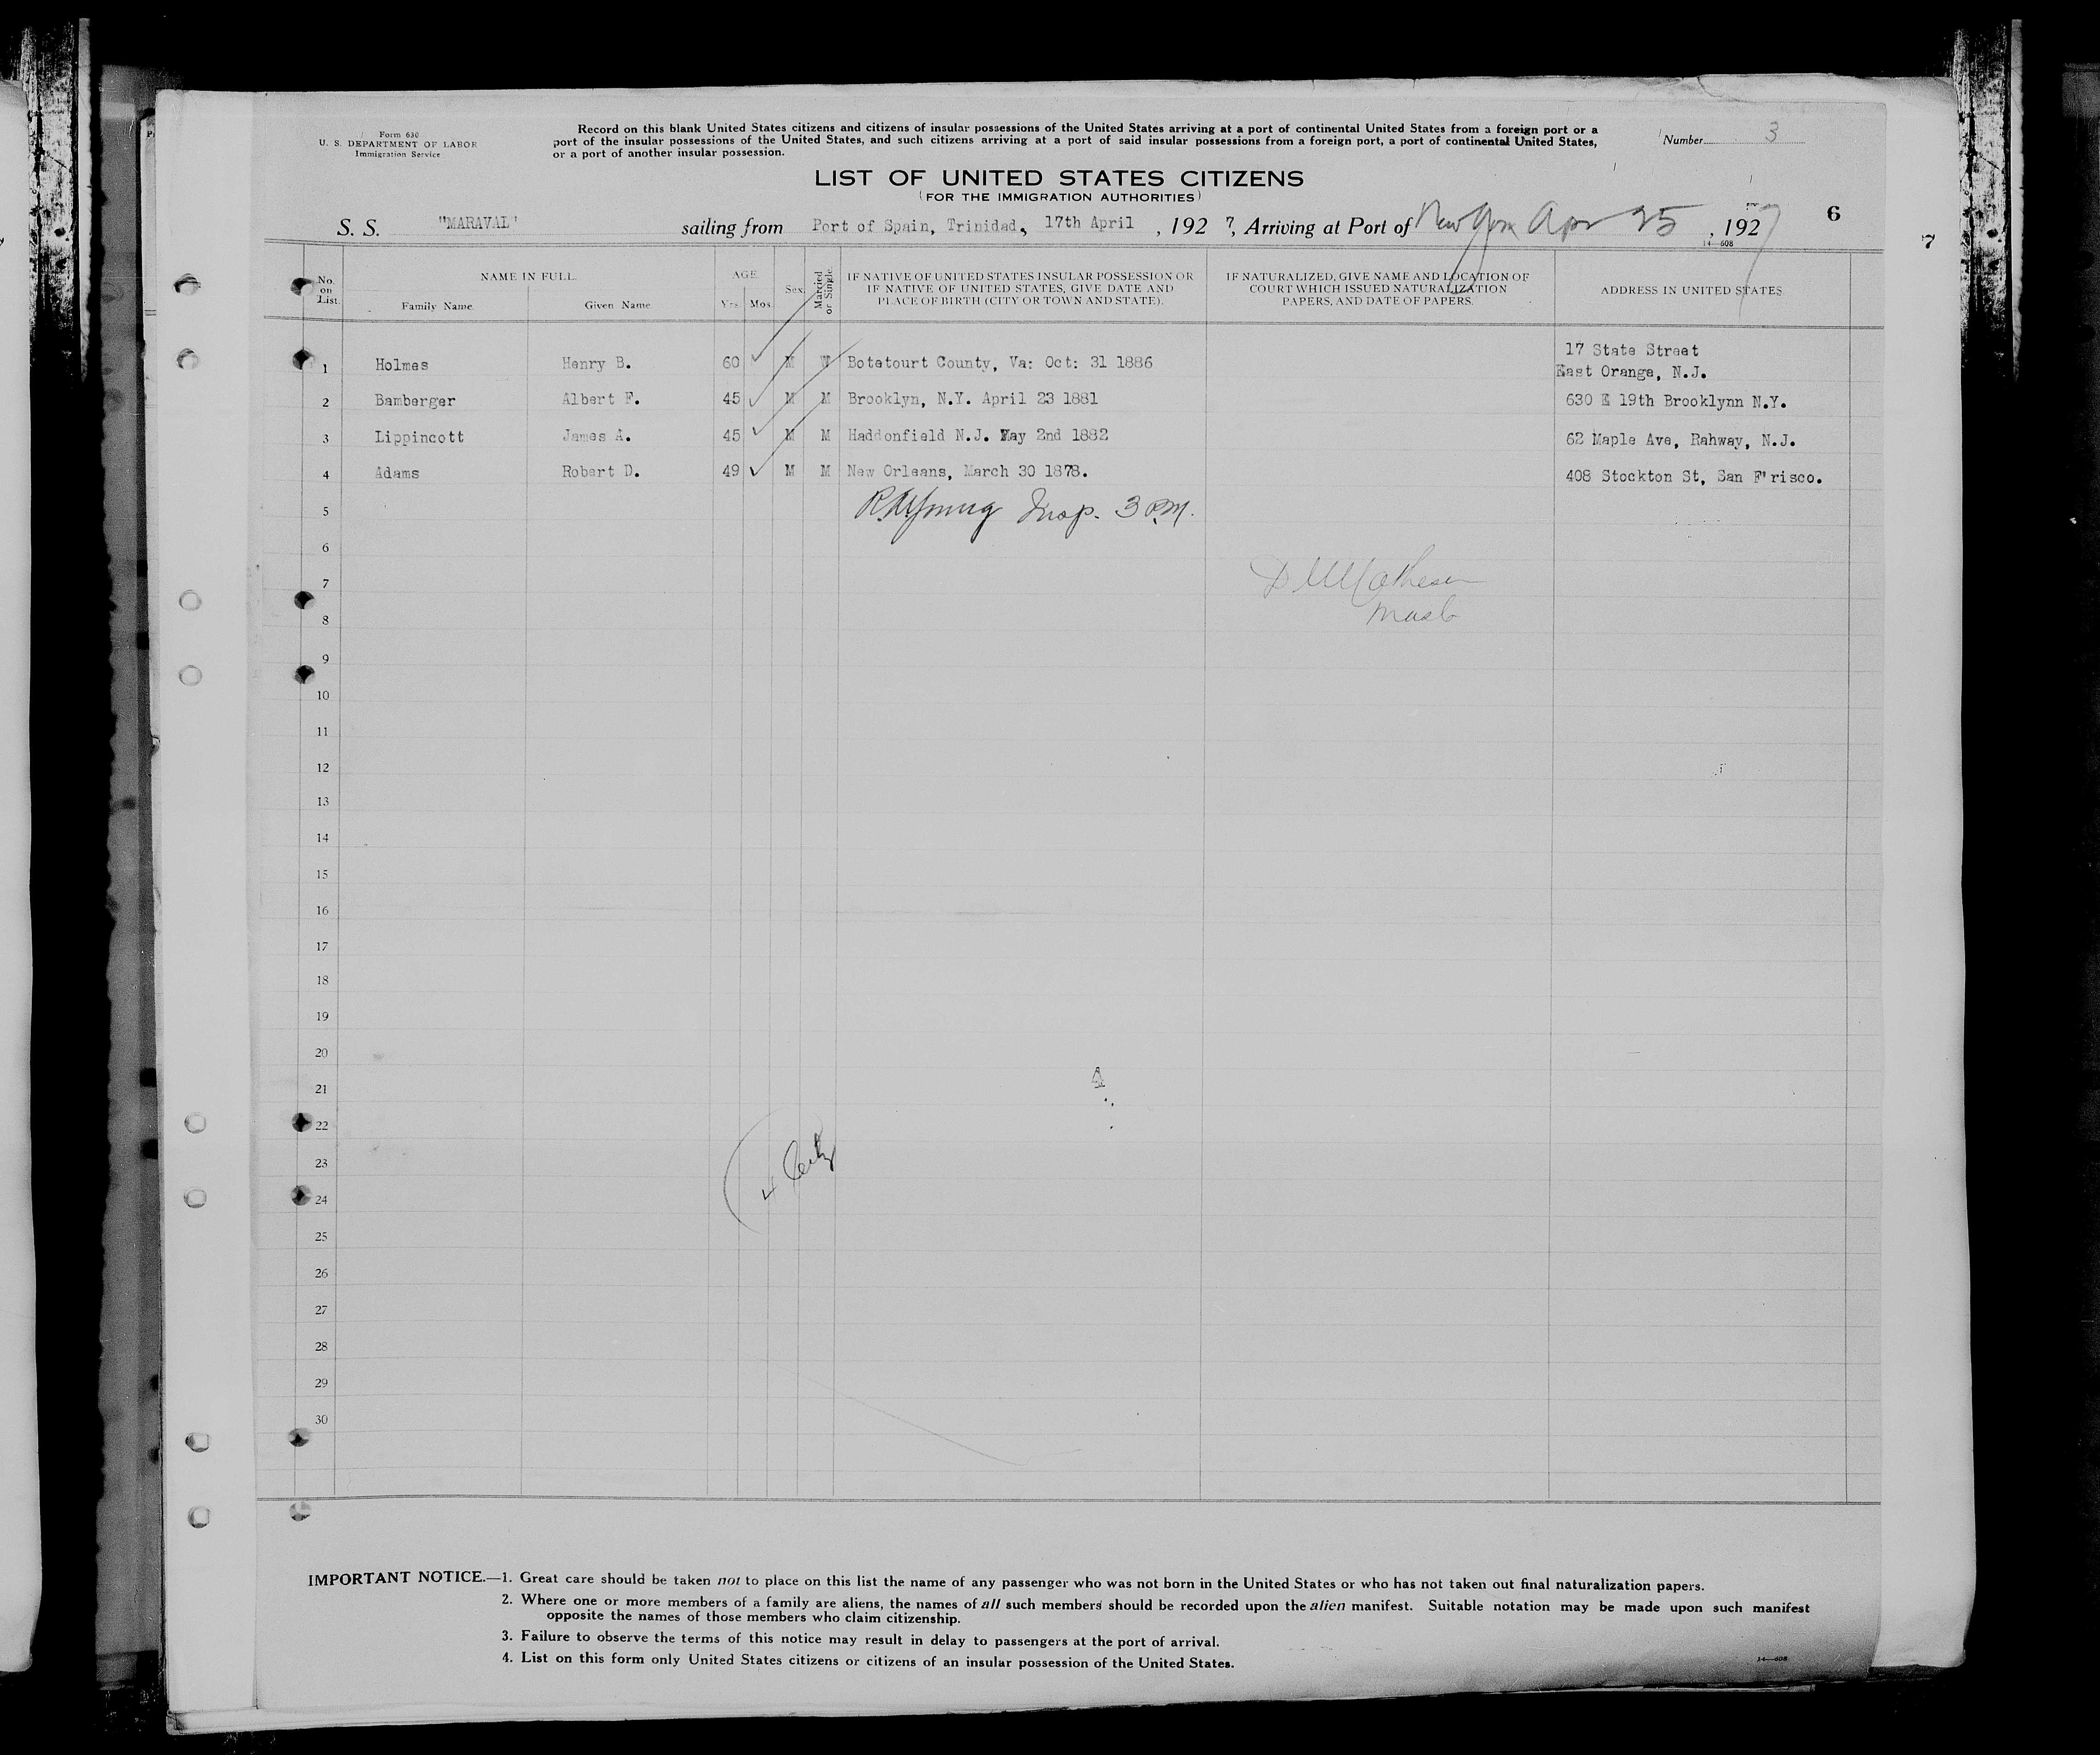 Form 630
U. S. DEPARTMENT OF LABOR
Immigration Service
Record on this blank United States citizens and citizens of insular possessions of the United States arriving at a port of continental United States from a foreign port or a
port of the insular possessions of the United States, and such citizens arriving at a port of said insular possessions from a foreign port, a port of continental United States,
or a port of another insular possession.
Number 3
LIST OF UNITED STATES CITIZENS
(FOR THE IMMIGRATION AUTHORITIES)
S. S. "MARAVAL" sailing from Port of Spain, Trinidad, 17th April, 192 7, Arriving at Port of New York Apr 25, 1927
6
7
14—608
No. on List.
NAME IN FULL.
Family Name.
Given Name.
AGE.
Yrs.
Mos.
Sex.
Married or Single.
IF NATIVE OF UNITED STATES INSULAR POSSESSION OR
IF NATIVE OF UNITED STATES, GIVE DATE AND
PLACE OF BIRTH (CITY OR TOWN AND STATE).
IF NATURALIZED, GIVE NAME AND LOCATION OF
COURT WHICH ISSUED NATURALIZATION
PAPERS, AND DATE OF PAPERS.
ADDRESS IN UNITED STATES.
1 Holmes Henry B. 60 M W Botetourt County, Va: Oct: 31 1886 17 State Street
East Orange, N.J.
2 Bamberger Albert F. 45 M M Brooklyn, N.Y. April 23 1881 630 E 19th Brooklynn N.Y.
3 Lippincott James A. 45 M M Haddonfield N.J. May 2nd 1882 62 Maple Ave, Rahway, N.J.
4 Adams Robert D. 49 M M New Orleans, March 30 1878. 408 Stockton St, San F'risco.
5 Young Insp. 3 PM.
6
7
8
9
10
11
12
13
14
15
16
17
18
19
20
21
22
23
24
25
26
27
28
29
30
IMPORTANT NOTICE.—1. Great care should be taken not to place on this list the name of any passenger who was not born in the United States or who has not taken out final naturalization papers.
2. Where one or more members of a family are aliens, the names of all such members should be recorded upon the alien manifest. Suitable notation may be made upon such manifest
opposite the names of those members who claim citizenship.
3. Failure to observe the terms of this notice may result in delay to passengers at the port of arrival.
4. List on this form only United States citizens or citizens of an insular possession of the United States.
14—608